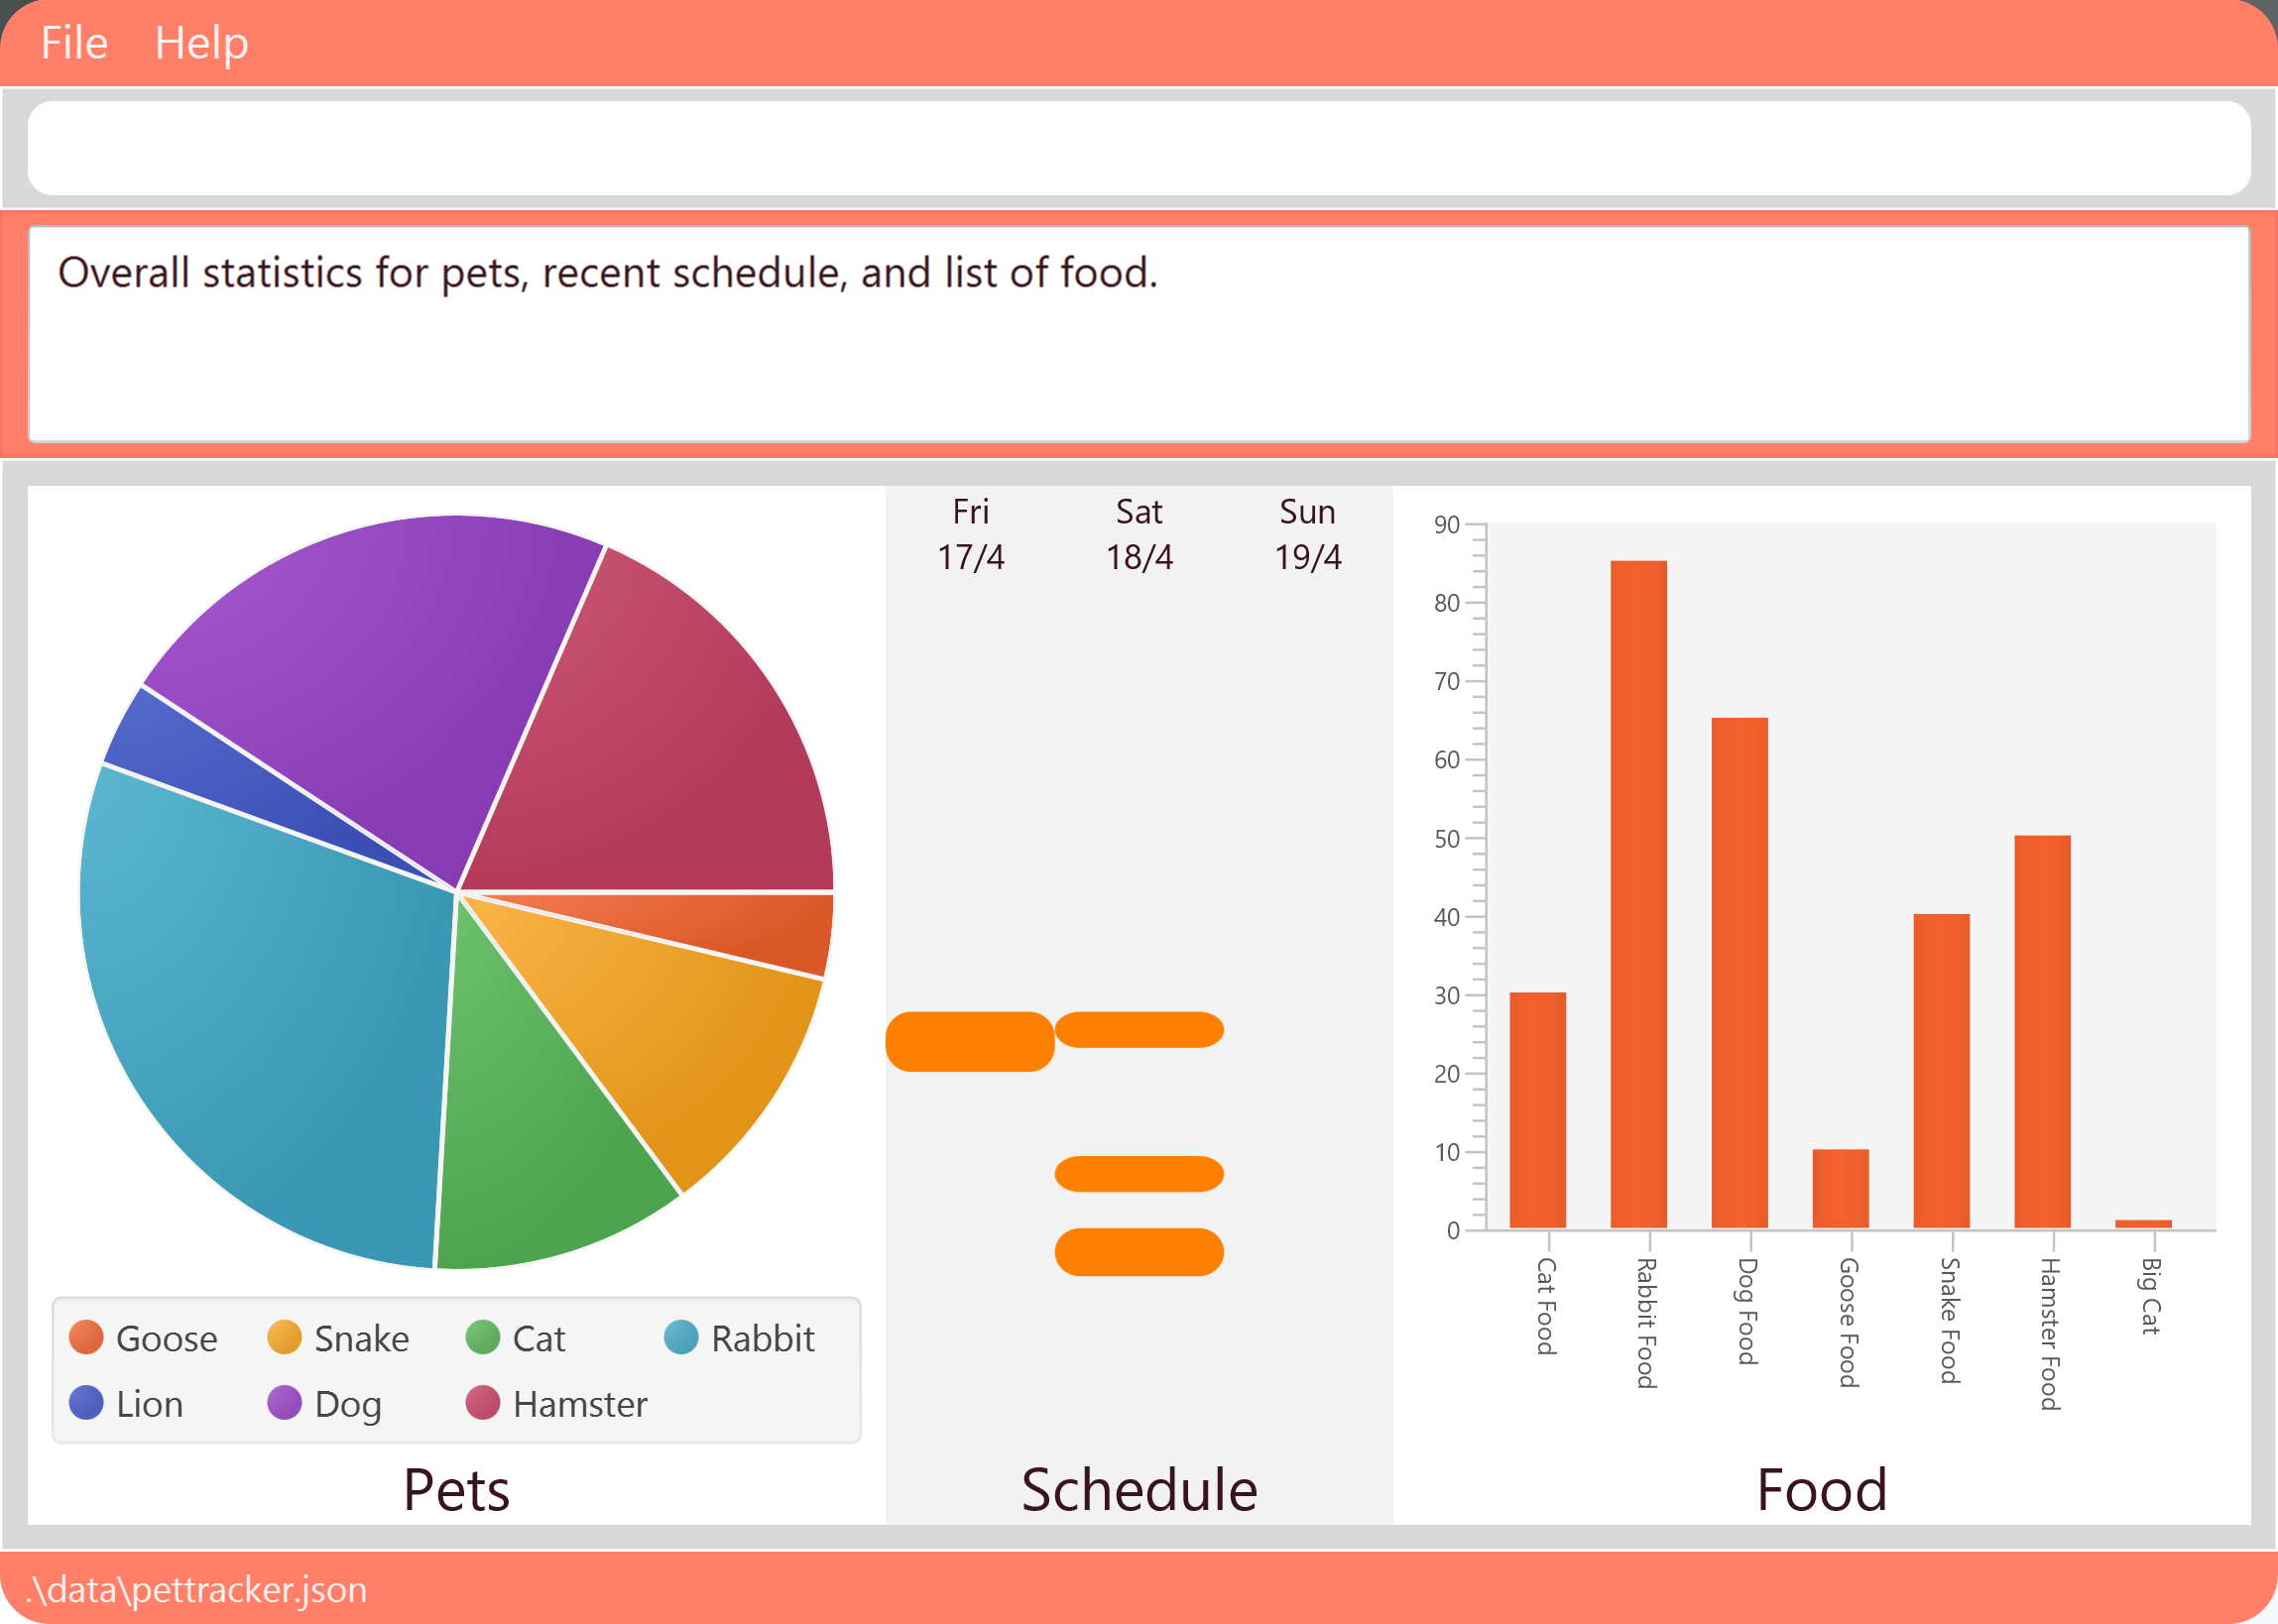 File Help
Overall statistics for pets, recent schedule, and list of food.
Goose Snake Cat Rabbit
Lion Dog Hamster
Pets
Fri Sat Sun
17/4 18/4 19/4
Schedule
90
80
70
60
50
40
30
20
10
0
Cat Food
Rabbit Food
Dog Food
Goose Food
Snake Food
Hamster Food
Big Cat
Food
.\data\pettracker.json